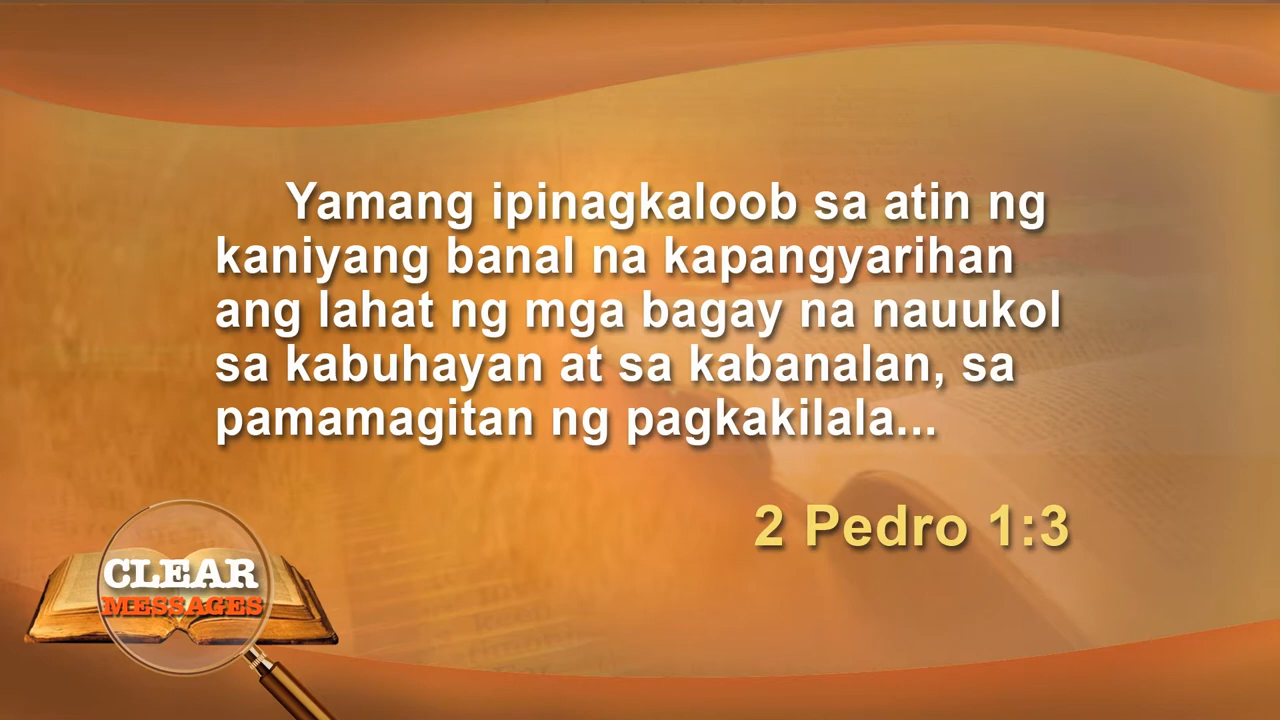 Yamang ipinagkaloob sa atin ng
kaniyang banal na kapangyarihan
ang lahat ng mga bagay na nauukol
sa kabuhayan at sa kabanalan, sa
pamamagitan ng pagkakilala...
2 Pedro 1:3
CLEAR
MESSAGES